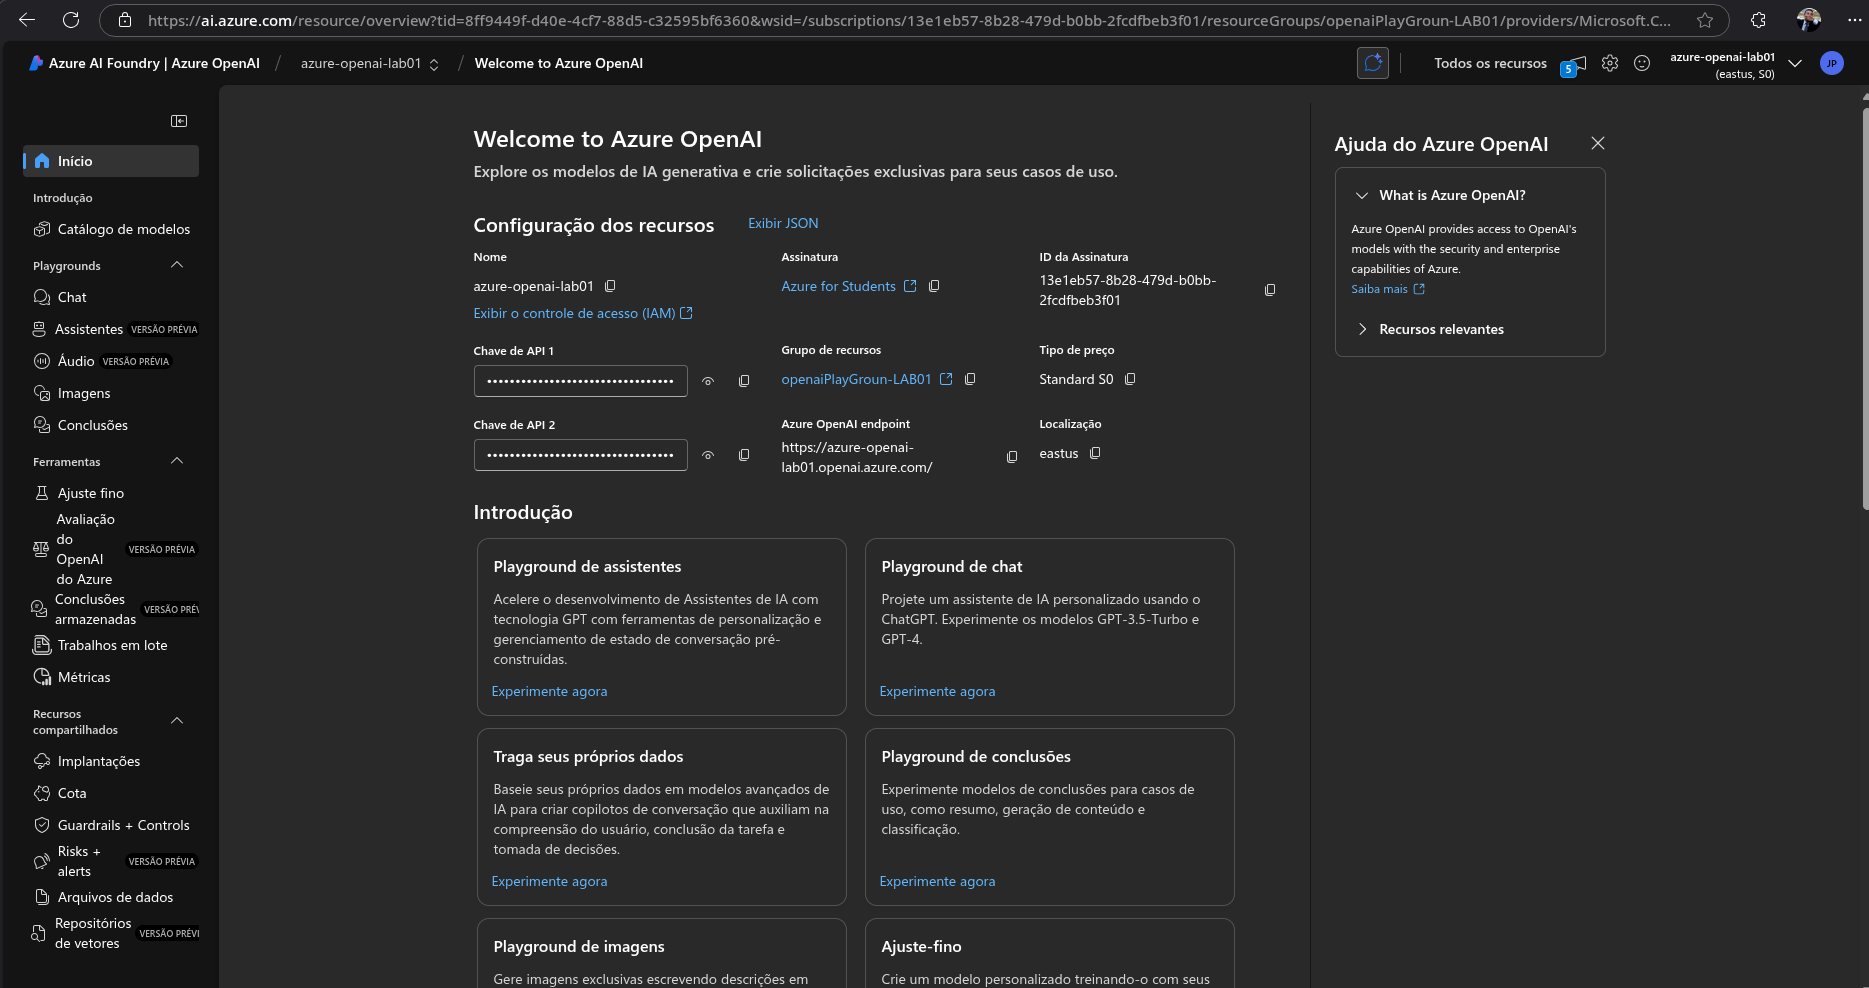 https://ai.azure.com/resource/overview?tid=8ff9449f-d40e-4cf7-88d5-c32595bf6360&wsid=/subscriptions/13e1eb57-8b28-479d-b0bb-2fcdfbeb3f01/resourceGroups/openaiPlayGroun-LAB01/providers/Microsoft.C...
Azure AI Foundry | Azure OpenAI / azure-openai-lab01 / Welcome to Azure OpenAI
Todos os recursos
5
azure-openai-lab01
(eastus, S0)
JP
Início
Introdução
Catálogo de modelos
Playgrounds
Chat
Assistentes VERSÃO PRÉVIA
Áudio VERSÃO PRÉVIA
Imagens
Conclusões
Ferramentas
Ajuste fino
Avaliação
do
OpenAI
do Azure
VERSÃO PRÉVIA
Conclusões
armazenadas
VERSÃO PRÉV
Trabalhos em lote
Métricas
Recursos
compartilhados
Implantações
Cota
Guardrails + Controls
Risks +
alerts
VERSÃO PRÉVIA
Arquivos de dados
Repositórios
de vetores
VERSÃO PRÉVI
Welcome to Azure OpenAI
Explore os modelos de IA generativa e crie solicitações exclusivas para seus casos de uso.
Configuração dos recursos
Exibir JSON
Nome
azure-openai-lab01
Exibir o controle de acesso (IAM)
Assinatura
Azure for Students
ID da Assinatura
13e1eb57-8b28-479d-b0bb-
2fcdfbeb3f01
Chave de API 1
••••••••••••••••••••••••••••••••
Grupo de recursos
openaiPlayGroun-LAB01
Tipo de preço
Standard S0
Chave de API 2
••••••••••••••••••••••••••••••••
Azure OpenAI endpoint
https://azure-openai-
lab01.openai.azure.com/
Localização
eastus
Introdução
Playground de assistentes
Acelere o desenvolvimento de Assistentes de IA com
tecnologia GPT com ferramentas de personalização e
gerenciamento de estado de conversação pré-
construídas.
Experimente agora
Playground de chat
Projete um assistente de IA personalizado usando o
ChatGPT. Experimente os modelos GPT-3.5-Turbo e
GPT-4.
Experimente agora
Traga seus próprios dados
Baseie seus próprios dados em modelos avançados de
IA para criar copilotos de conversação que auxiliam na
compreensão do usuário, conclusão da tarefa e
tomada de decisões.
Experimente agora
Playground de conclusões
Experimente modelos de conclusões para casos de
uso, como resumo, geração de conteúdo e
classificação.
Experimente agora
Playground de imagens
Gere imagens exclusivas escrevendo descrições em
Ajuste-fino
Crie um modelo personalizado treinando-o com seus
Ajuda do Azure OpenAI
What is Azure OpenAI?
Azure OpenAI provides access to OpenAI's
models with the security and enterprise
capabilities of Azure.
Saiba mais
Recursos relevantes